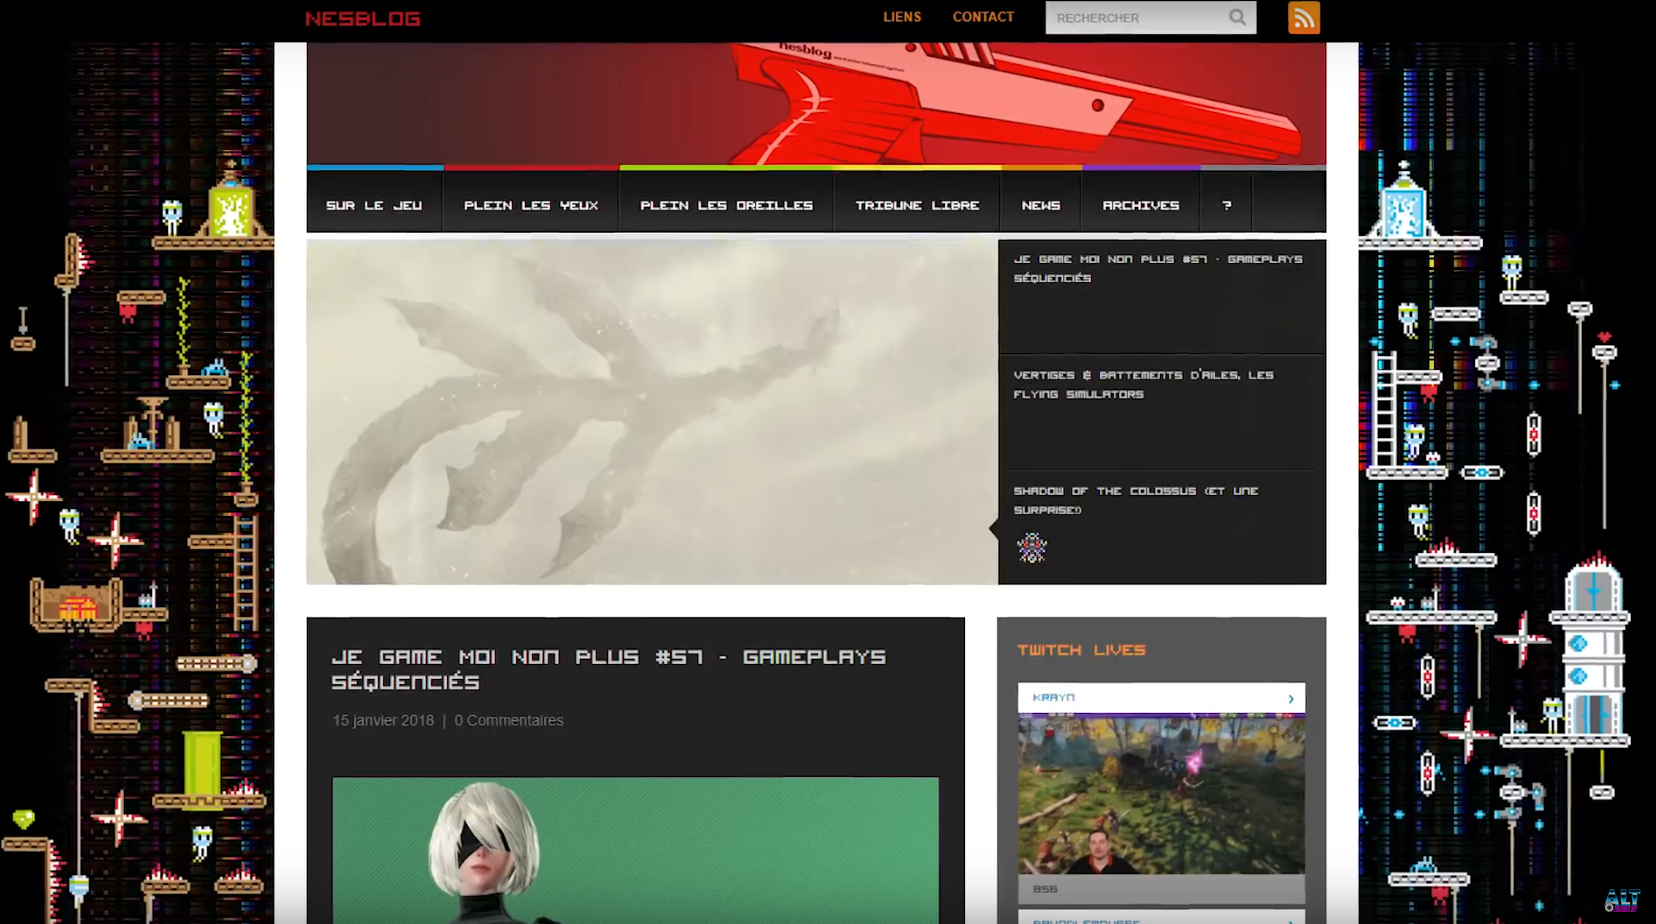 NESBLOG
LIENS
CONTACT
RECHERCHER
nesblog
SUR LE JEU
PLEIN LES YEUX
PLEIN LES OREILLES
TRIBUNE LIBRE
NEWS
ARCHIVES
?
JE GAME MOI NON PLUS #57 - GAMEPLAYS
SÉQUENCIÉS
VERTIGES & BATTEMENTS D'AILES, LES
FLYING SIMULATORS
SHADOW OF THE COLOSSUS (ET UNE
SURPRISE!)
JE GAME MOI NON PLUS #57 - GAMEPLAYS
SÉQUENCIÉS
15 janvier 2018 | 0 Commentaires
TWITCH LIVES
KRAYN
856
ALT